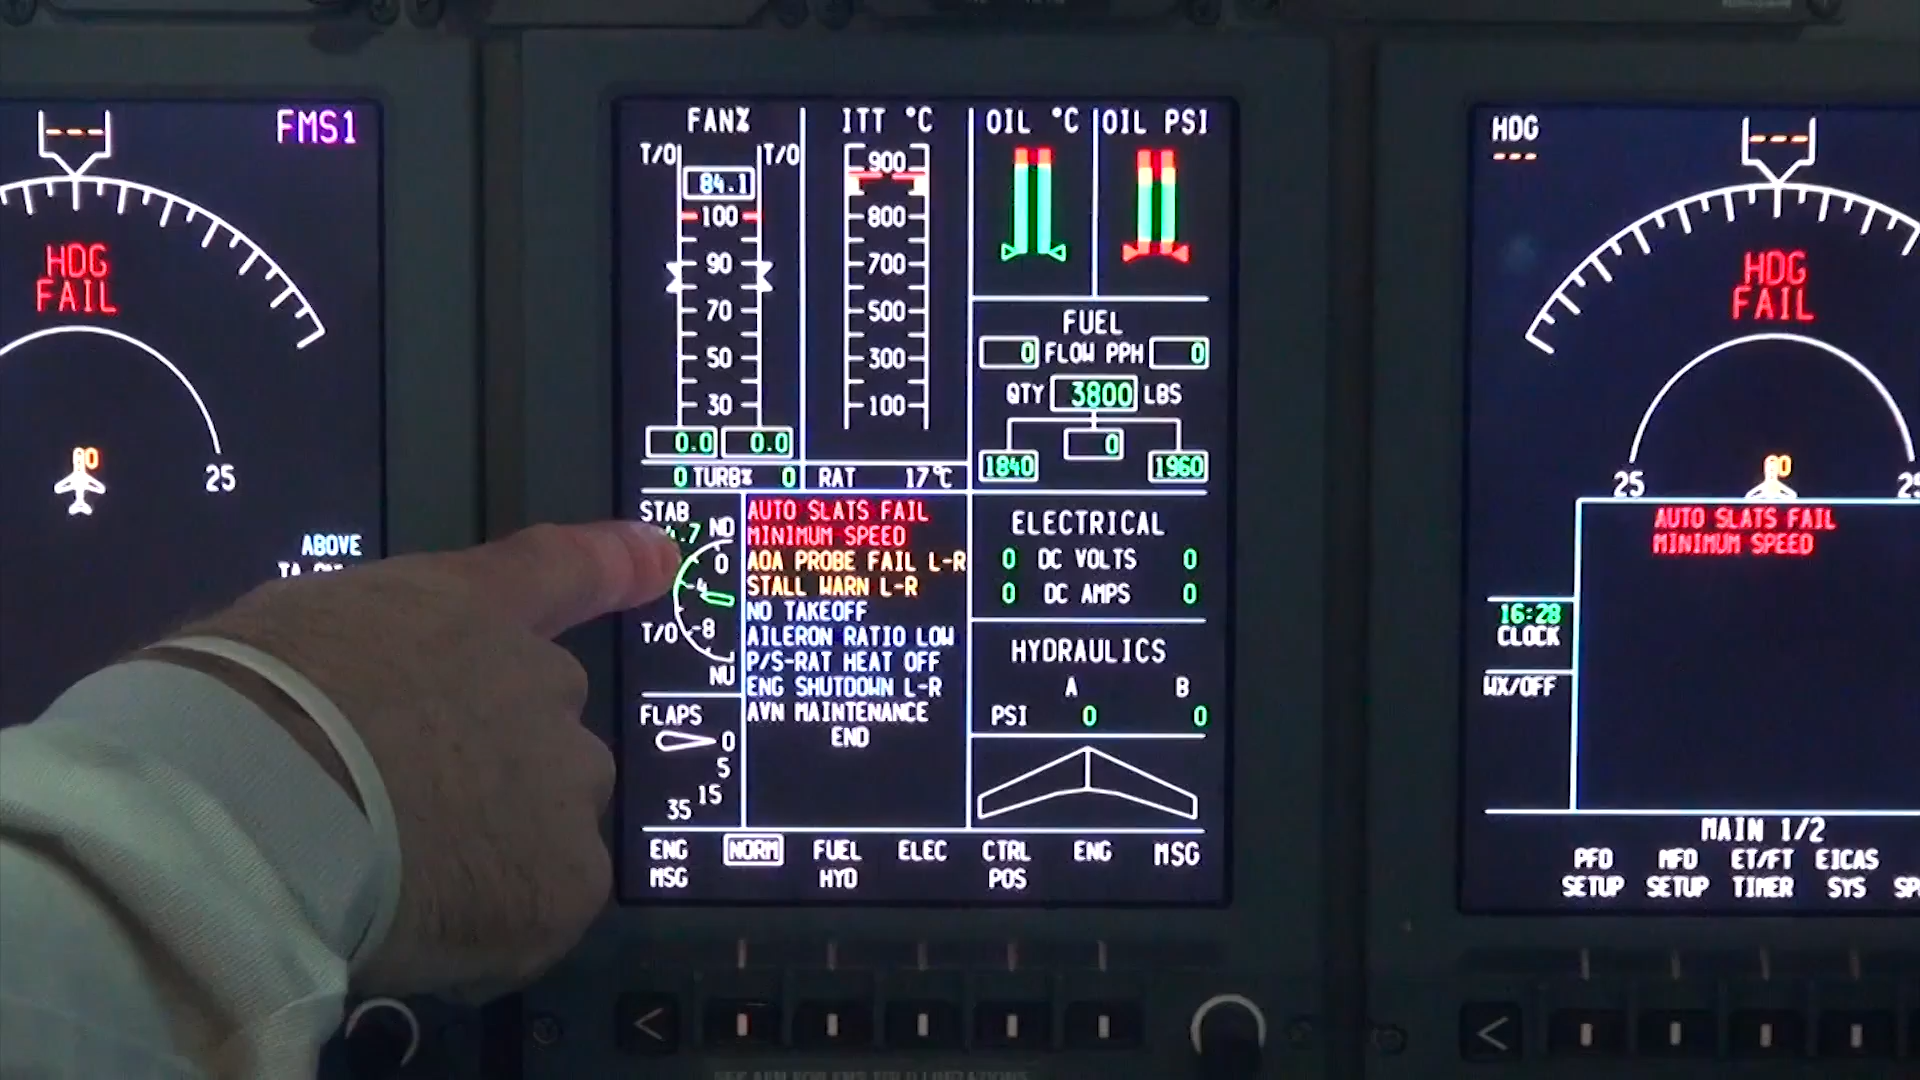 ---
FMS1
HDG
FAIL
80
25
ABOVE
FAN%
T/O
T/O
84.1
100
90
70
50
30
0.0
0.0
0 TURB% 0
ITT °C
900
800
700
500
300
100
RAT 17°C
OIL °C
OIL PSI
FUEL
0 FLOW PPH 0
QTY 3800 LBS
0
1840
1960
STAB
.7
ND
0
-4
T/O
-8
NU
AUTO SLATS FAIL
MINIMUM SPEED
AOA PROBE FAIL L-R
STALL WARN L-R
NO TAKEOFF
AILERON RATIO LOW
P/S-RAT HEAT OFF
ENG SHUTDOWN L-R
AVN MAINTENANCE
END
ELECTRICAL
0 DC VOLTS 0
0 DC AMPS 0
HYDRAULICS
A B
PSI 0 0
FLAPS
0
5
15
35
ENG
MSG
NORM
FUEL
HYD
ELEC
CTRL
POS
ENG
MSG
HDG
---
---
HDG
FAIL
80
25
25
AUTO SLATS FAIL
MINIMUM SPEED
16:28
CLOCK
WX/OFF
MAIN 1/2
PFD
SETUP
MFD
SETUP
ET/FT
TIMER
EICAS
SYS